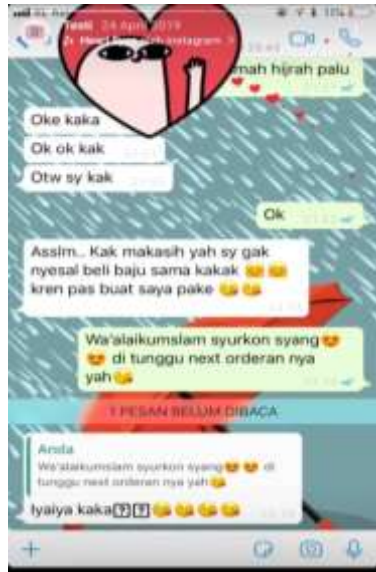 Testi 24 April 2019
mah hijrah palu
Oke kaka
Ok ok kak
Otw sy kak
Ok
Asslm... Kak makasih yah sy gak
nyesal beli baju sama kakak
kren pas buat saya pake
Wa'alaikumslam syurkon syang
di tunggu next orderan nya
yah
1 PESAN BELUM DIBACA
Anda
Wa'alaikumslam syurkon syang di
tunggu next orderan nya yah
Iyaiya kaka